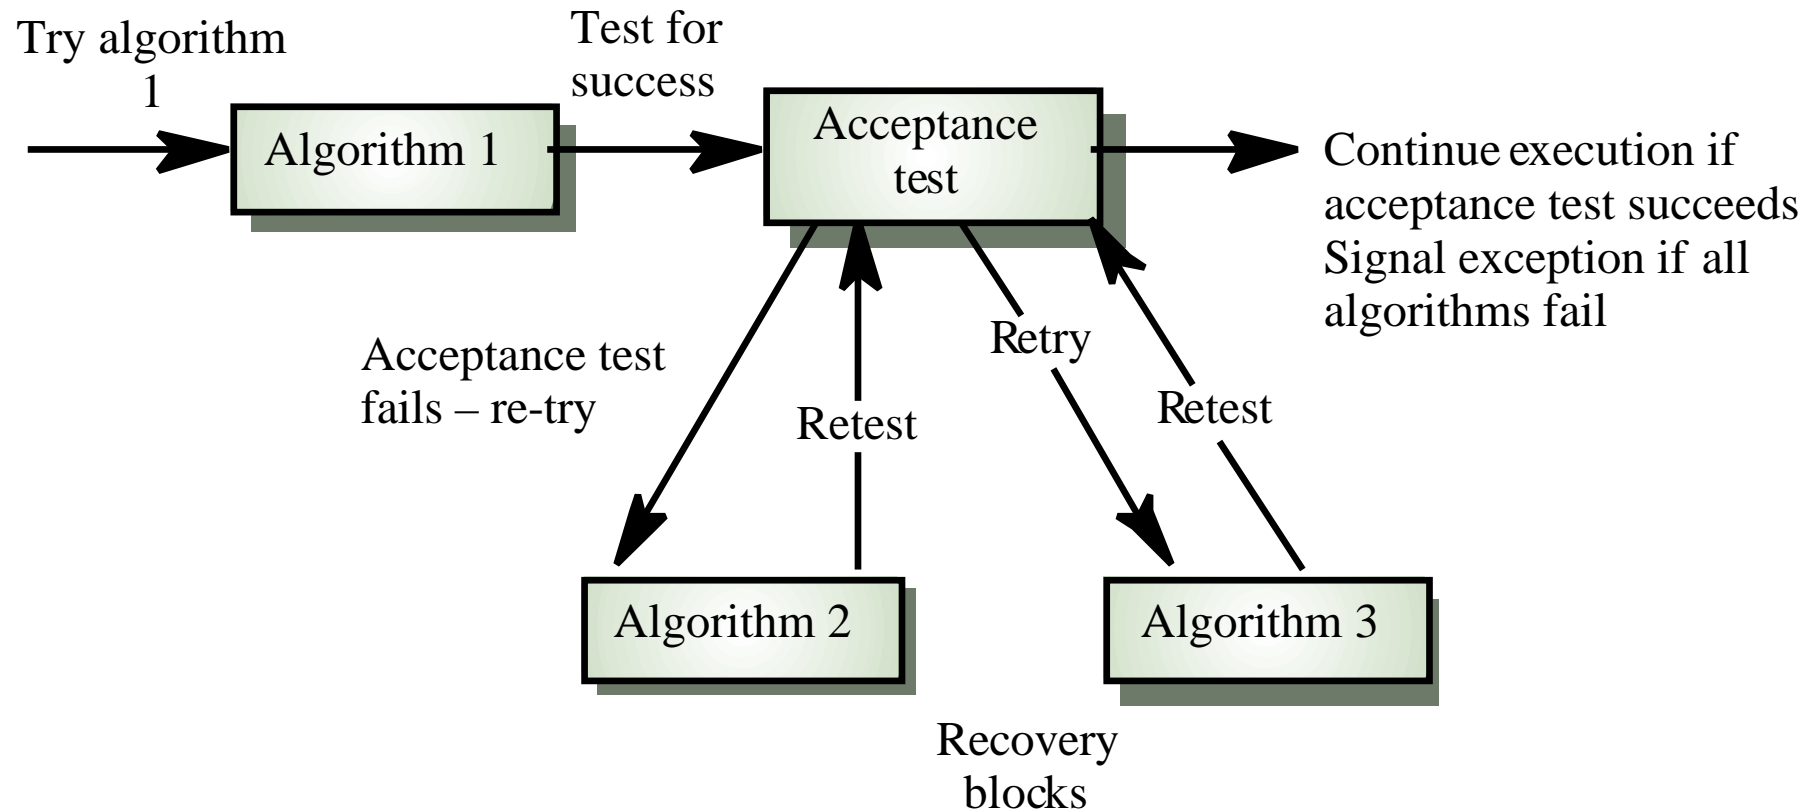 Try algorithm
1
Test for
success
Algorithm 1
Acceptance
test
Continue execution if
acceptance test succeeds
Signal exception if all
algorithms fail
Acceptance test
fails – re-try
Retest
Retry
Retest
Algorithm 2
Algorithm 3
Recovery
blocks